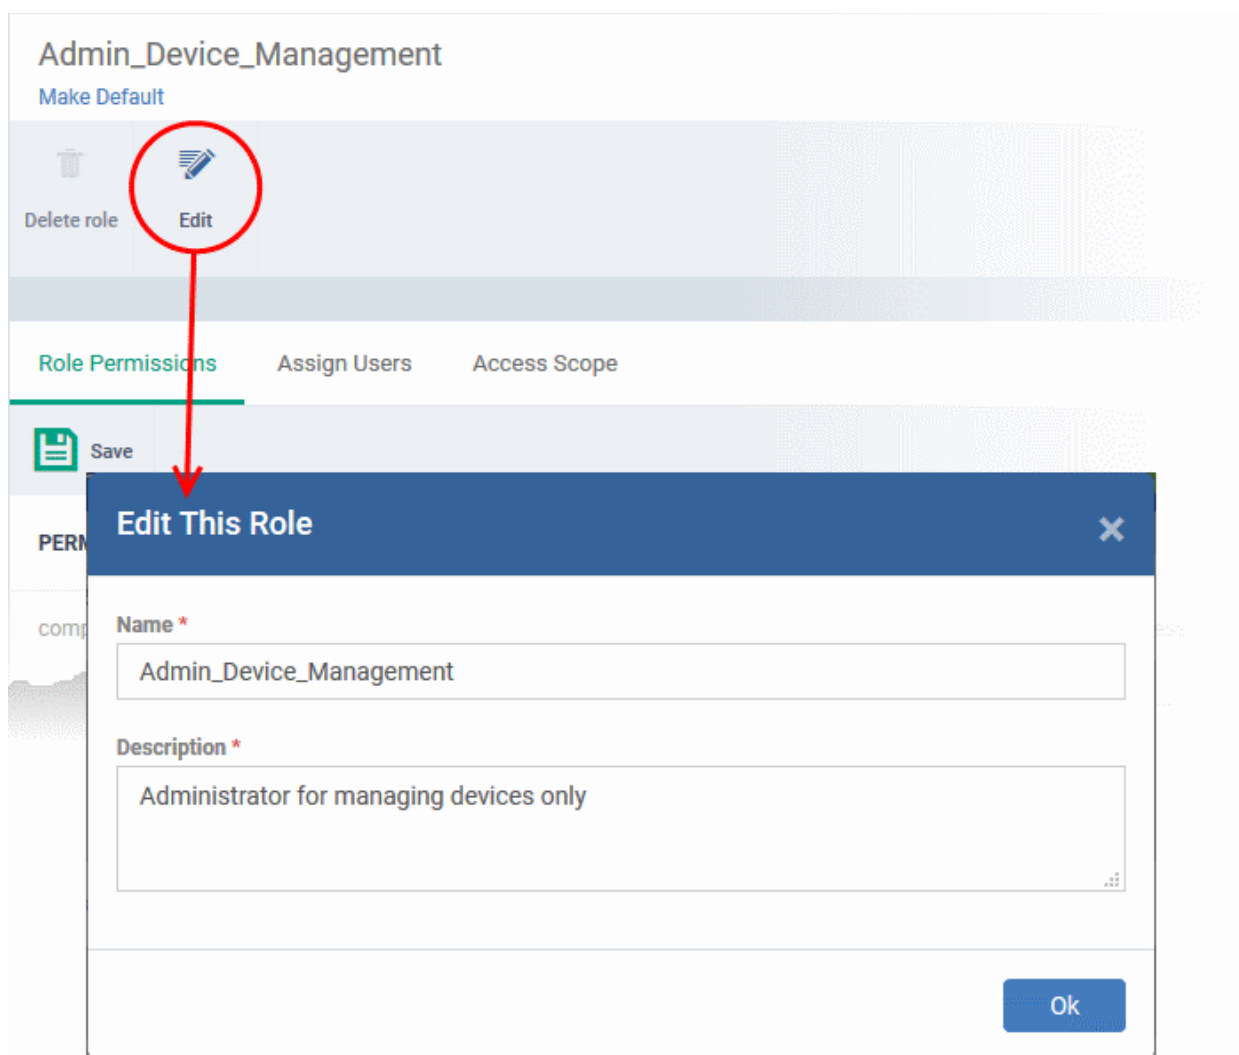 Admin_Device_Management
Make Default
Delete role
Edit
Role Permissions
Assign Users
Access Scope
Save
Edit This Role
Name *
Admin_Device_Management
Description *
Administrator for managing devices only
Ok